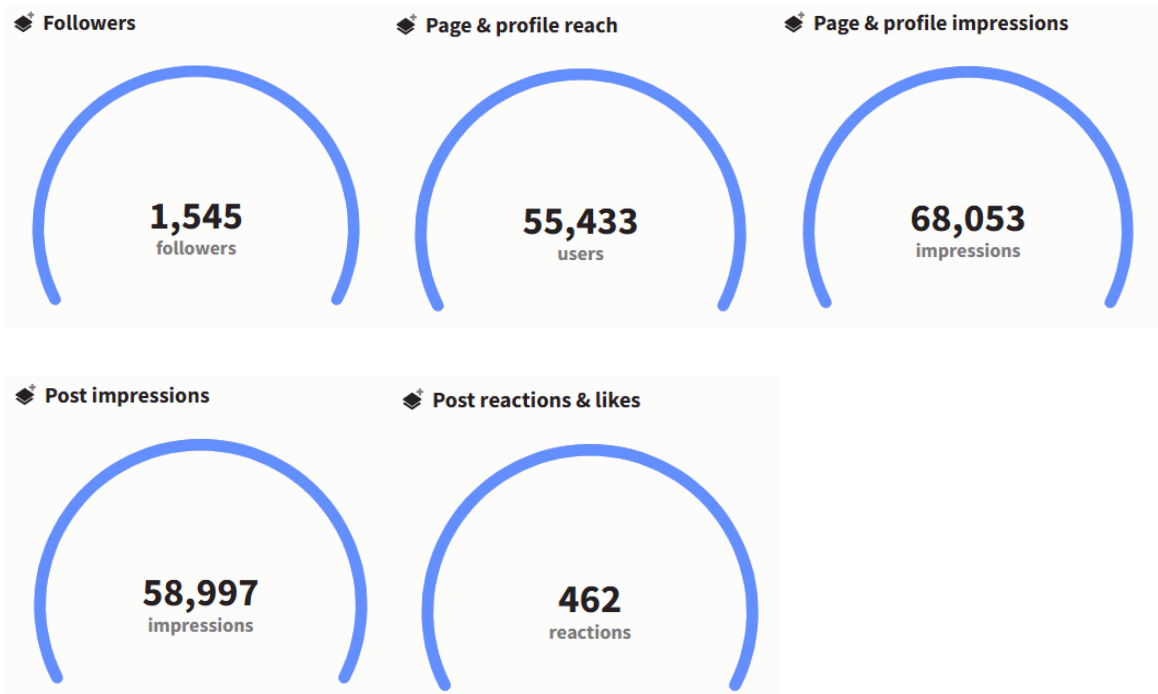 Followers
1,545
followers
Page & profile reach
55,433
users
Page & profile impressions
68,053
impressions
Post impressions
58,997
impressions
Post reactions & likes
462
reactions